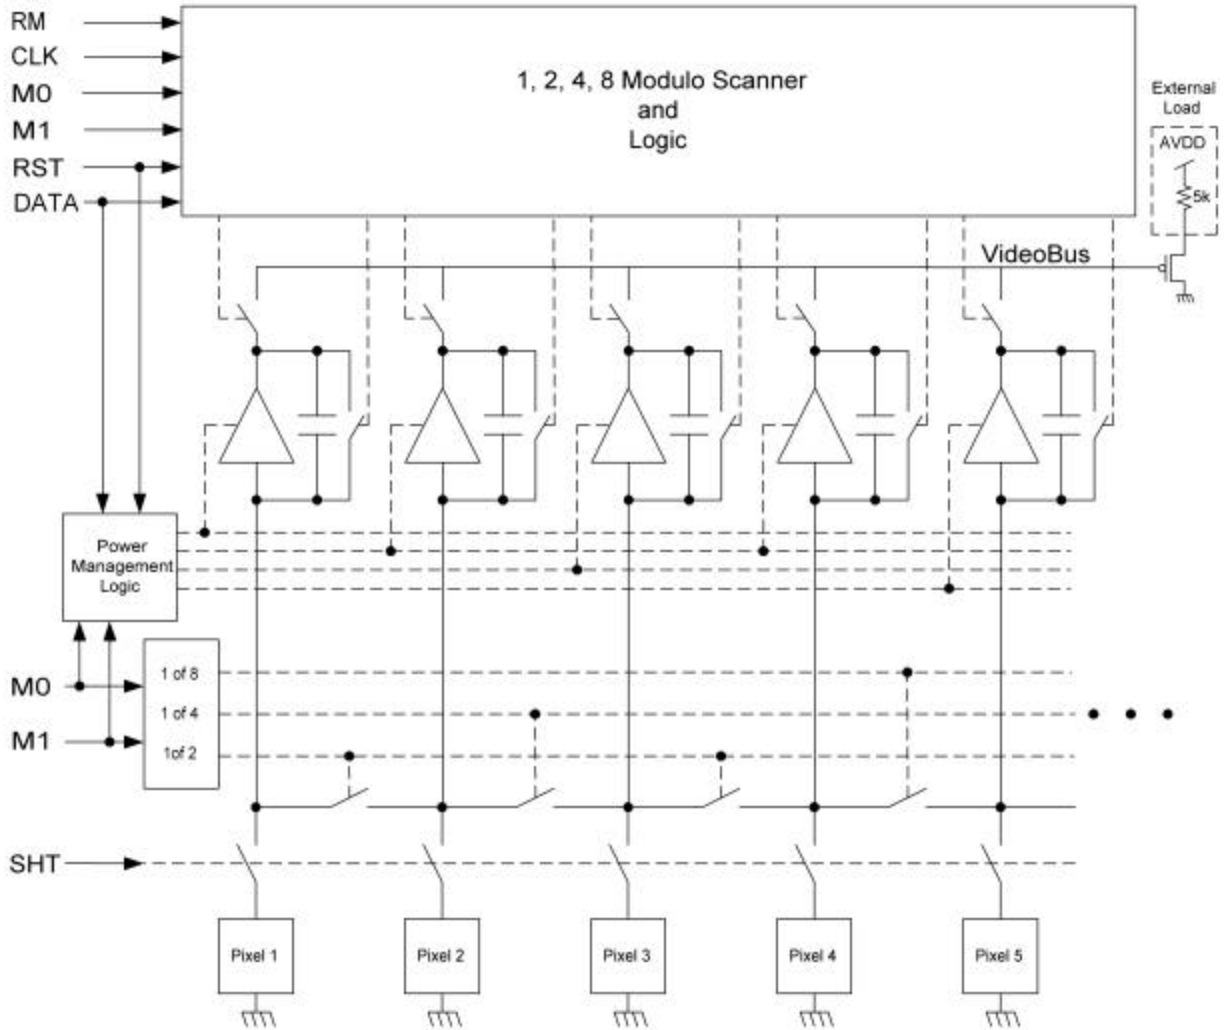 RM
CLK
M0
M1
RST
DATA
1, 2, 4, 8 Modulo Scanner
and
Logic
External
Load
AVDD
5k
VideoBus
Power
Management
Logic
M0
M1
1 of 8
1 of 4
1of 2
SHT
Pixel 1
Pixel 2
Pixel 3
Pixel 4
Pixel 5